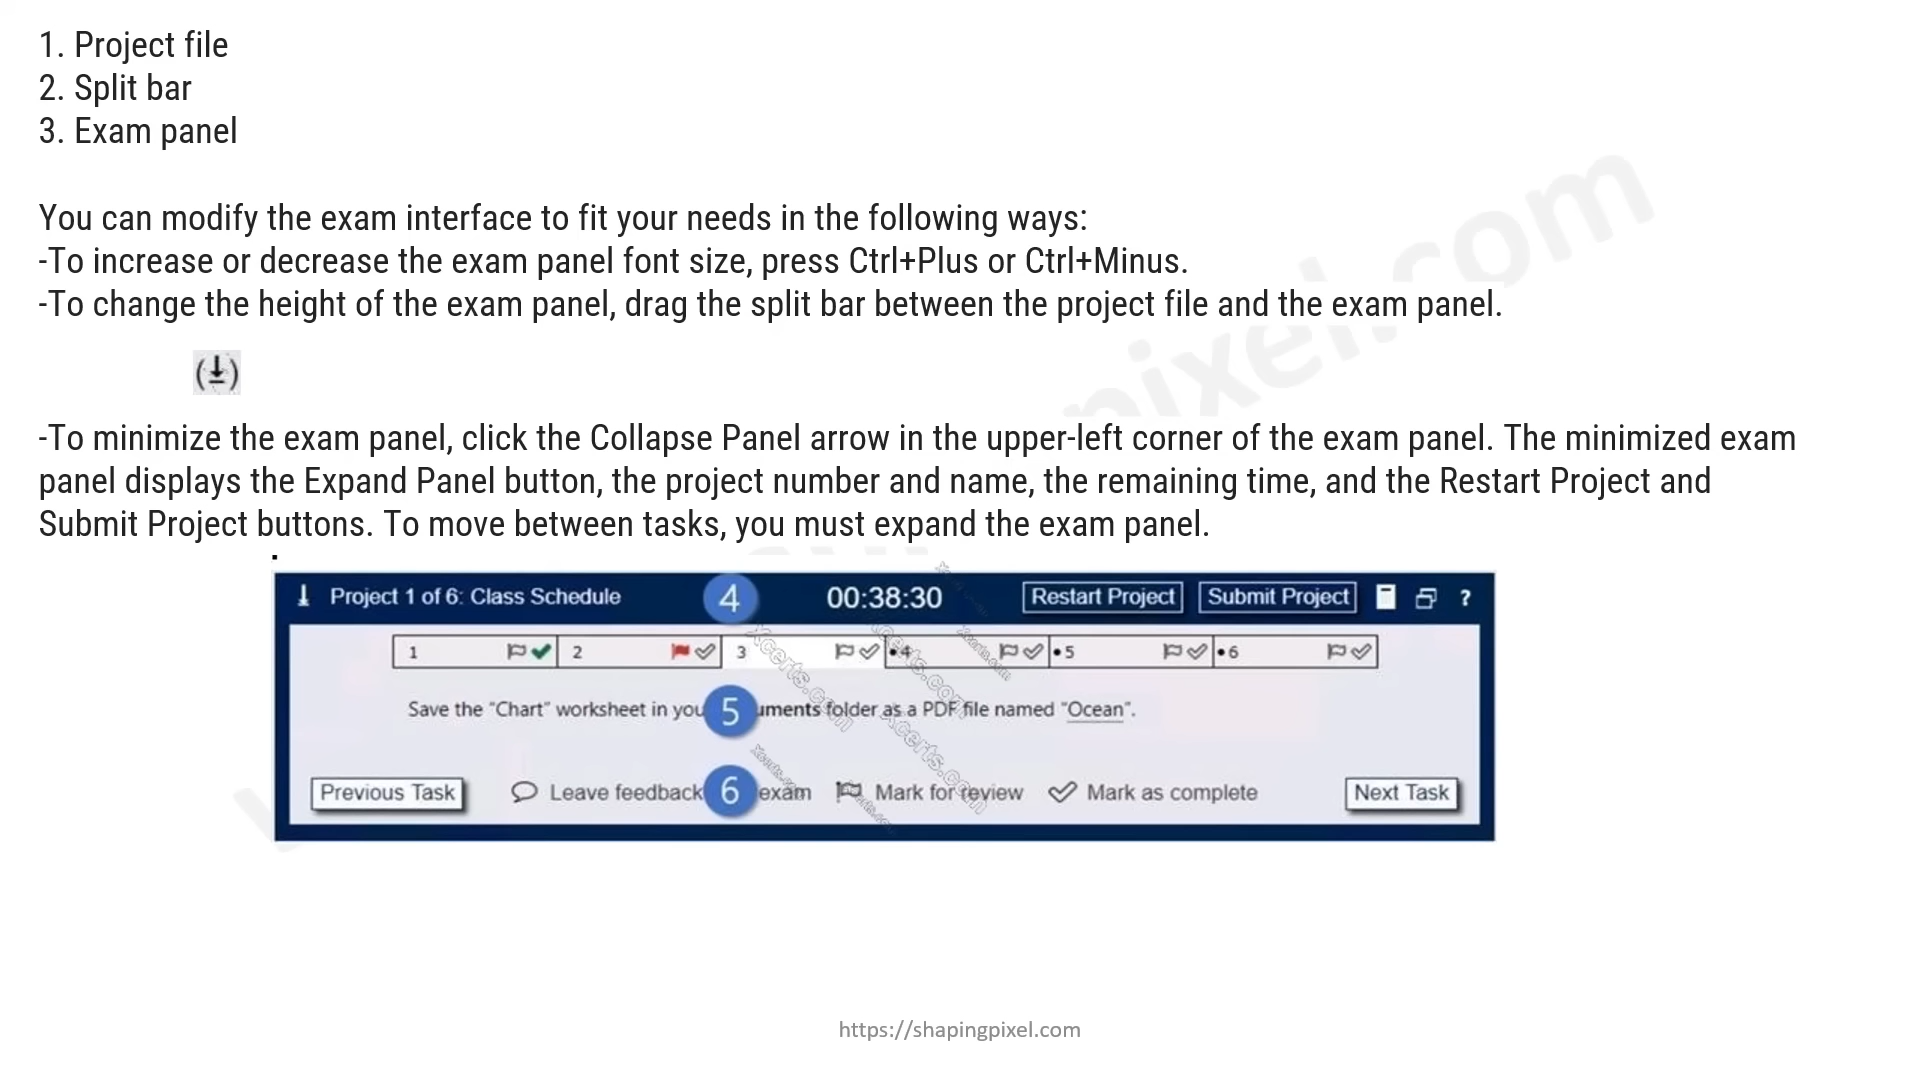 1. Project file
2. Split bar
3. Exam panel
You can modify the exam interface to fit your needs in the following ways:
-To increase or decrease the exam panel font size, press Ctrl+Plus or Ctrl+Minus.
-To change the height of the exam panel, drag the split bar between the project file and the exam panel.
-To minimize the exam panel, click the Collapse Panel arrow in the upper-left corner of the exam panel. The minimized exam
panel displays the Expand Panel button, the project number and name, the remaining time, and the Restart Project and
Submit Project buttons. To move between tasks, you must expand the exam panel.
Project 1 of 6: Class Schedule 4 00:38:30 Restart Project Submit Project ?
1 2 3 •4 •5 •6
Save the "Chart" worksheet in you 5 uments folder as a PDF file named "Ocean".
Previous Task Leave feedback 6 exam Mark for review Mark as complete Next Task
https://shapingpixel.com